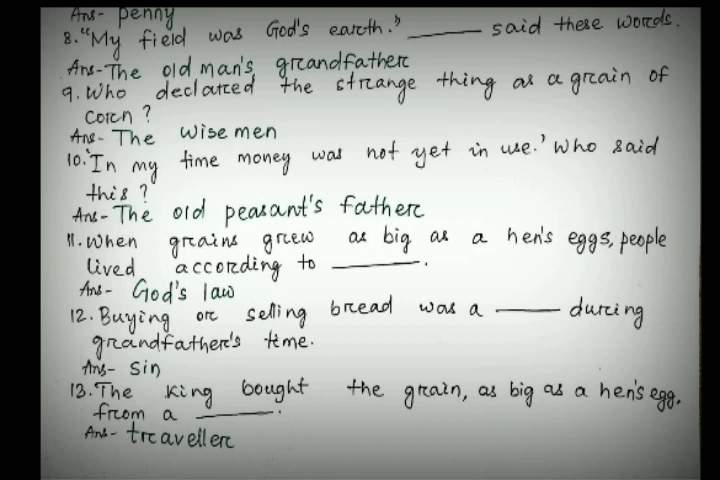 Ans- penny
8. "My field was God's earth." ______ said these words.
Ans- The old man's grandfather
9. Who declared the strange thing as a grain of
corn ?
Ans- The wise men
10. 'In my time money was not yet in use.' Who said
this ?
Ans- The old peasant's father
11. When grains grew as big as a hen's eggs, people
lived according to ______.
Ans- God's law
12. Buying or selling bread was a ______ during
grandfather's time.
Ans- sin
13. The king bought the grain, as big as a hen's egg,
from a ______.
Ans- traveller